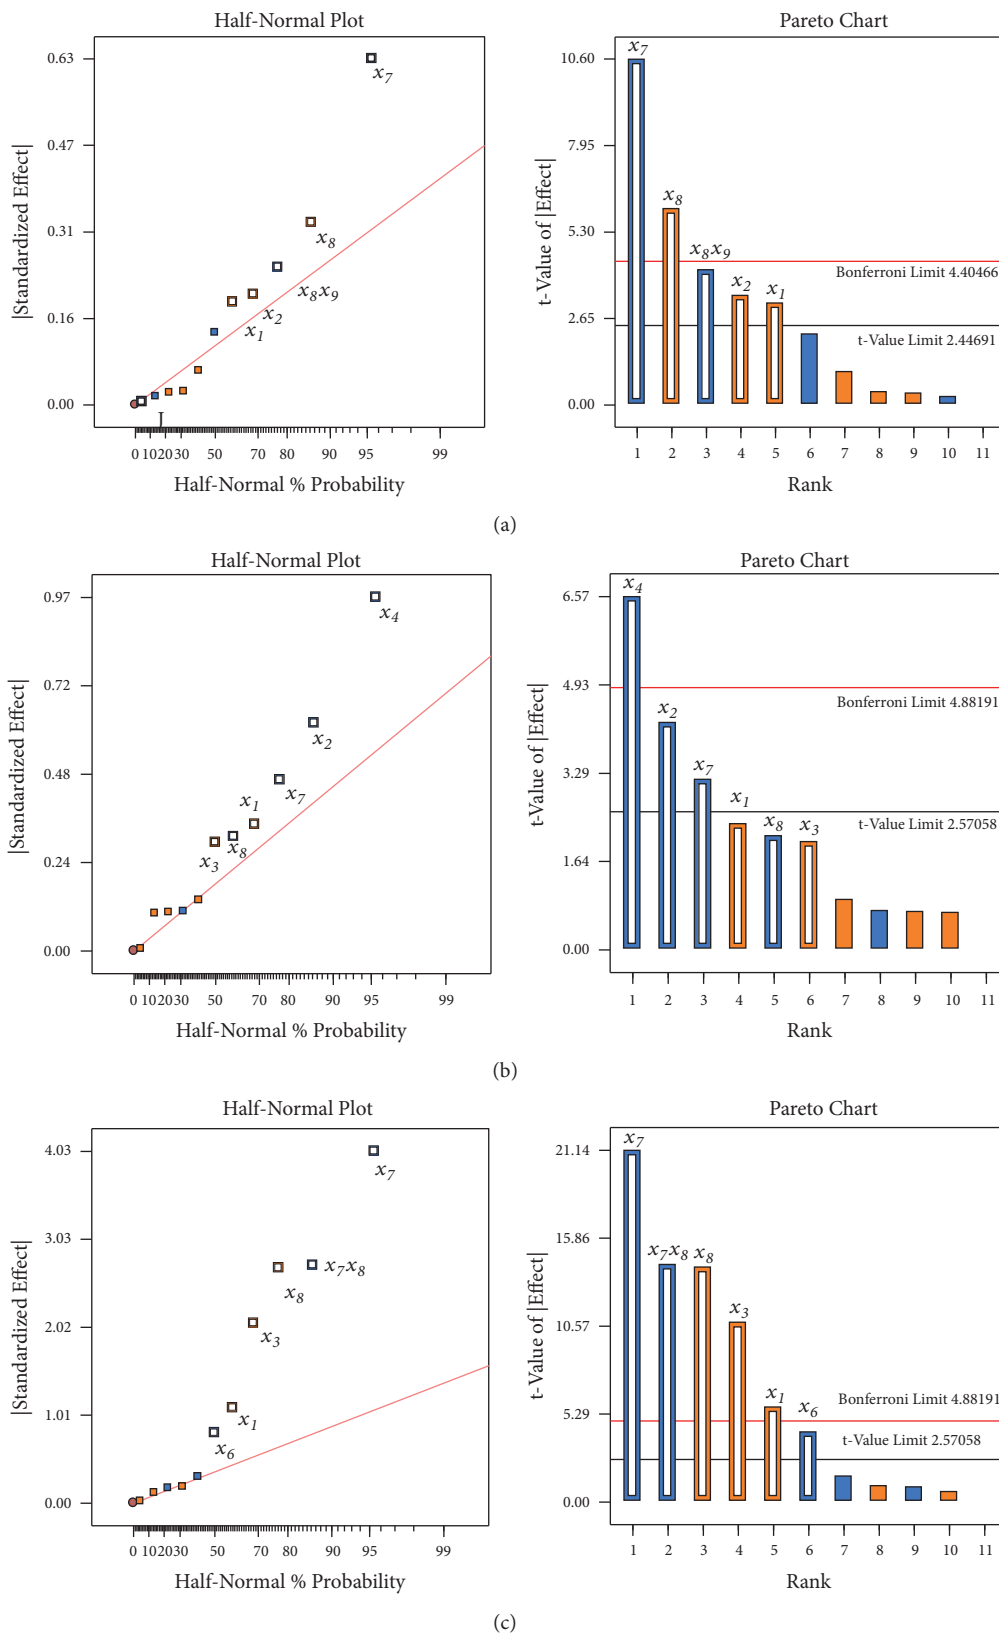 Half-Normal Plot
|Standardized Effect|
0.63
0.47
0.31
0.16
0.00
x7
x8
x8x9
x2
x1
0 10 20 30 50 70 80 90 95 99
Half-Normal % Probability
Pareto Chart
t-Value of |Effect|
10.60
7.95
5.30
2.65
0.00
x7
x8
x8x9
x2
x1
Bonferroni Limit 4.40466
t-Value Limit 2.44691
1 2 3 4 5 6 7 8 9 10 11
Rank
(a)
Half-Normal Plot
|Standardized Effect|
0.97
0.72
0.48
0.24
0.00
x4
x2
x7
x1
x8
x3
0 10 20 30 50 70 80 90 95 99
Half-Normal % Probability
Pareto Chart
t-Value of |Effect|
6.57
4.93
3.29
1.64
0.00
x4
x2
x7
x1
x8
x3
Bonferroni Limit 4.88191
t-Value Limit 2.57058
1 2 3 4 5 6 7 8 9 10 11
Rank
(b)
Half-Normal Plot
|Standardized Effect|
4.03
3.03
2.02
1.01
0.00
x7
x7x8
x8
x3
x1
x6
0 10 20 30 50 70 80 90 95 99
Half-Normal % Probability
Pareto Chart
t-Value of |Effect|
21.14
15.86
10.57
5.29
0.00
x7
x7x8
x8
x3
x1
x6
Bonferroni Limit 4.88191
t-Value Limit 2.57058
1 2 3 4 5 6 7 8 9 10 11
Rank
(c)